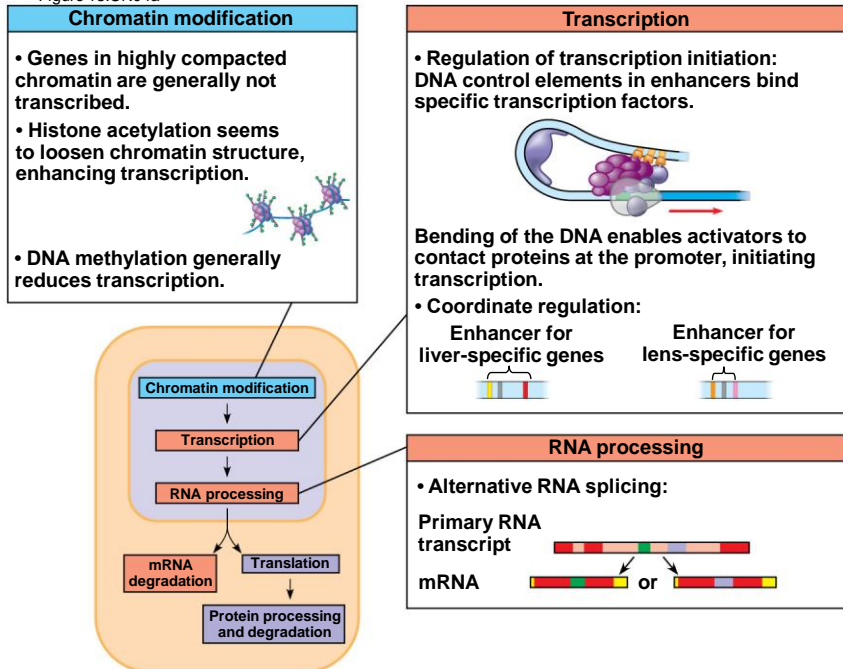 Chromatin modification
• Genes in highly compacted
chromatin are generally not
transcribed.
• Histone acetylation seems
to loosen chromatin structure,
enhancing transcription.
• DNA methylation generally
reduces transcription.
Transcription
• Regulation of transcription initiation:
DNA control elements in enhancers bind
specific transcription factors.
Bending of the DNA enables activators to
contact proteins at the promoter, initiating
transcription.
• Coordinate regulation:
Enhancer for
liver-specific genes
Enhancer for
lens-specific genes
Chromatin modification
Transcription
RNA processing
mRNA
degradation
Translation
Protein processing
and degradation
RNA processing
• Alternative RNA splicing:
Primary RNA
transcript
mRNA
or